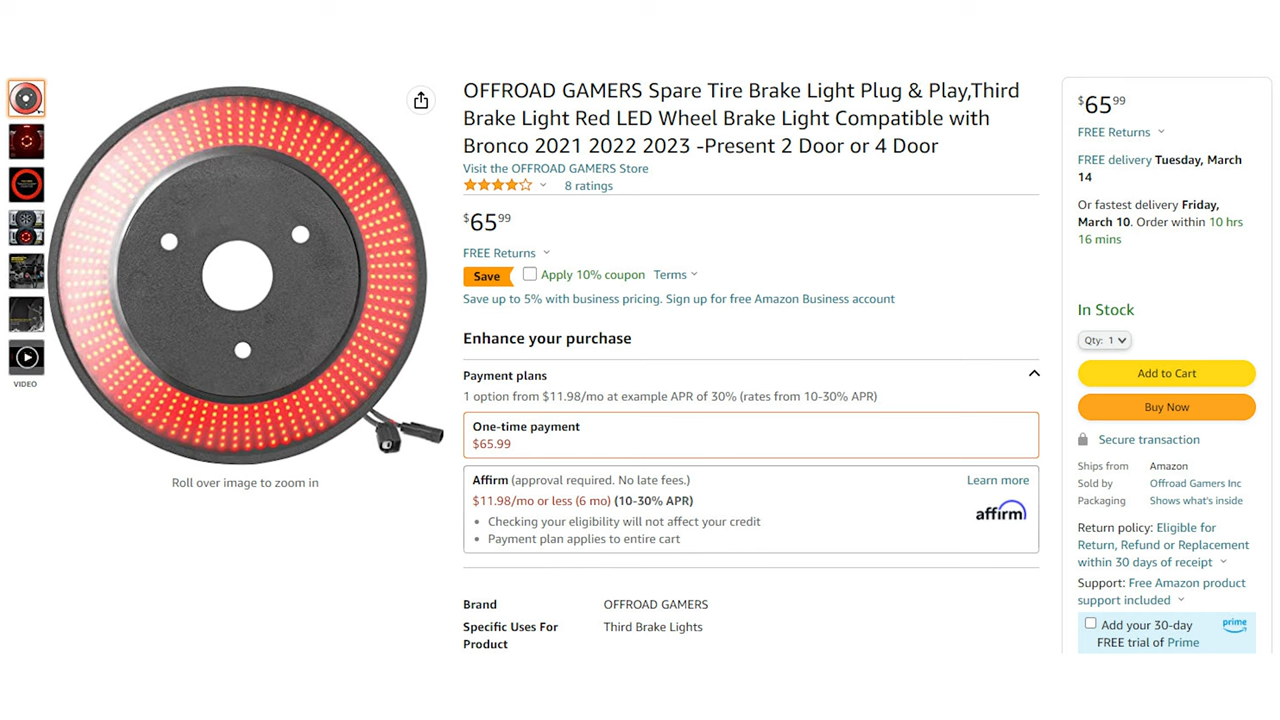 OFFROAD GAMERS Spare Tire Brake Light Plug & Play,Third
Brake Light Red LED Wheel Brake Light Compatible with
Bronco 2021 2022 2023 -Present 2 Door or 4 Door
Visit the OFFROAD GAMERS Store
8 ratings
$65.99
FREE Returns
Save
Apply 10% coupon Terms
Save up to 5% with business pricing. Sign up for free Amazon Business account
Enhance your purchase
Payment plans
1 option from $11.98/mo at example APR of 30% (rates from 10-30% APR)
One-time payment
$65.99
Affirm (approval required. No late fees.)
Learn more
$11.98/mo or less (6 mo) (10-30% APR)
affirm
Checking your eligibility will not affect your credit
Payment plan applies to entire cart
Brand OFFROAD GAMERS
Specific Uses For Third Brake Lights
Product
VIDEO
Roll over image to zoom in
$65.99
FREE Returns
FREE delivery Tuesday, March
14
Or fastest delivery Friday,
March 10. Order within 10 hrs
16 mins
In Stock
Qty: 1
Add to Cart
Buy Now
Secure transaction
Ships from Amazon
Sold by Offroad Gamers Inc
Packaging Shows what's inside
Return policy: Eligible for
Return, Refund or Replacement
within 30 days of receipt
Support: Free Amazon product
support included
Add your 30-day
prime
FREE trial of Prime